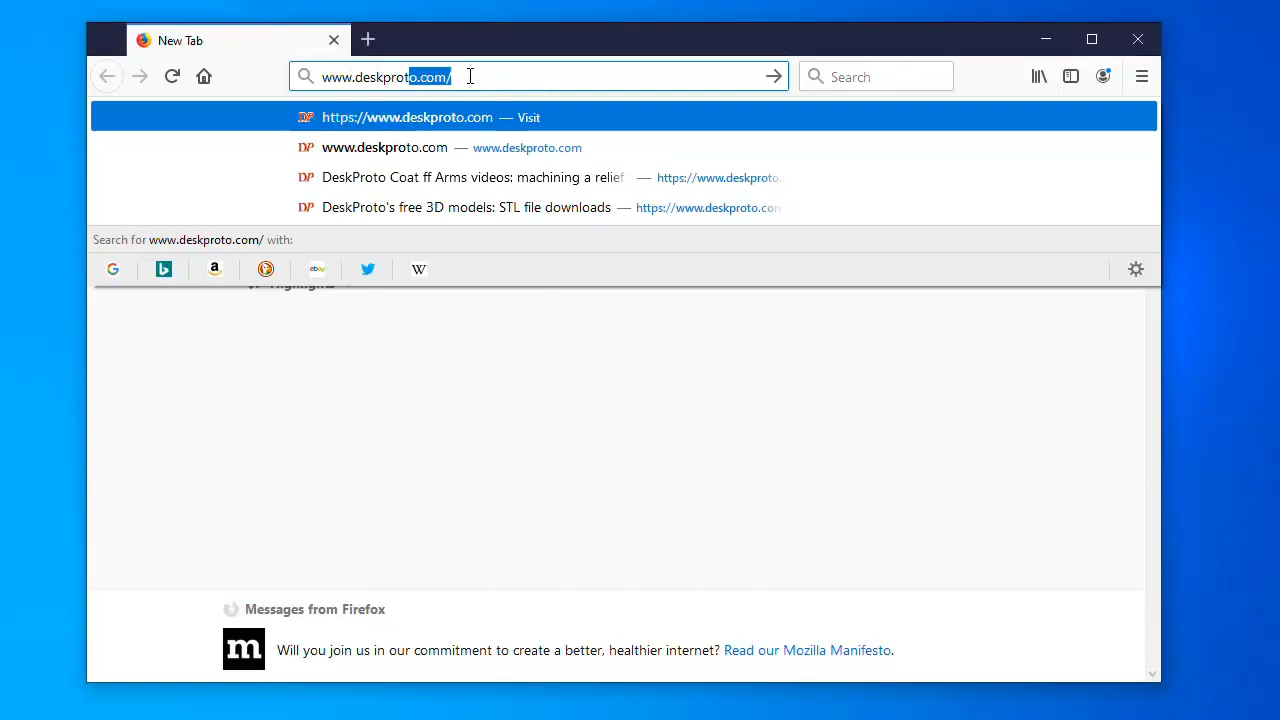 New Tab
www.deskproto.com/
Search
https://www.deskproto.com — Visit
www.deskproto.com — www.deskproto.com
DeskProto Coat ff Arms videos: machining a relief — https://www.deskproto.
DeskProto's free 3D models: STL file downloads — https://www.deskproto.com
Search for www.deskproto.com/ with:
a ebay W
Highlights
Messages from Firefox
m
Will you join us in our commitment to create a better, healthier internet? Read our Mozilla Manifesto.